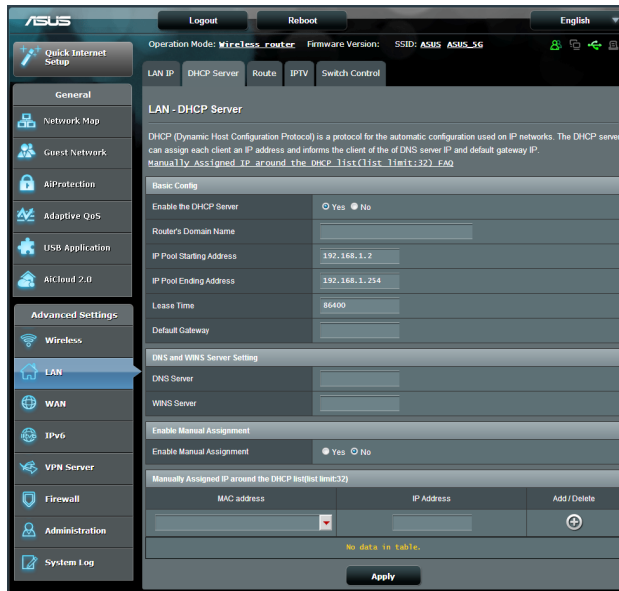 ASUS
Logout
Reboot
English
Operation Mode: Wireless router Firmware Version: SSID: ASUS ASUS_5G
Quick Internet
Setup
General
Network Map
Guest Network
AiProtection
Adaptive QoS
USB Application
AiCloud 2.0
Advanced Settings
Wireless
LAN
WAN
IPv6
VPN Server
Firewall
Administration
System Log
LAN IP
DHCP Server
Route
IPTV
Switch Control
LAN - DHCP Server
DHCP (Dynamic Host Configuration Protocol) is a protocol for the automatic configuration used on IP networks. The DHCP server
can assign each client an IP address and informs the client of the of DNS server IP and default gateway IP.
Manually Assigned IP around the DHCP list(list limit:32) FAQ
Basic Config
Enable the DHCP Server Yes No
Router's Domain Name
IP Pool Starting Address 192.168.1.2
IP Pool Ending Address 192.168.1.254
Lease Time 86400
Default Gateway
DNS and WINS Server Setting
DNS Server
WINS Server
Enable Manual Assignment
Enable Manual Assignment Yes No
Manually Assigned IP around the DHCP list(list limit:32)
MAC address IP Address Add / Delete
No data in table.
Apply